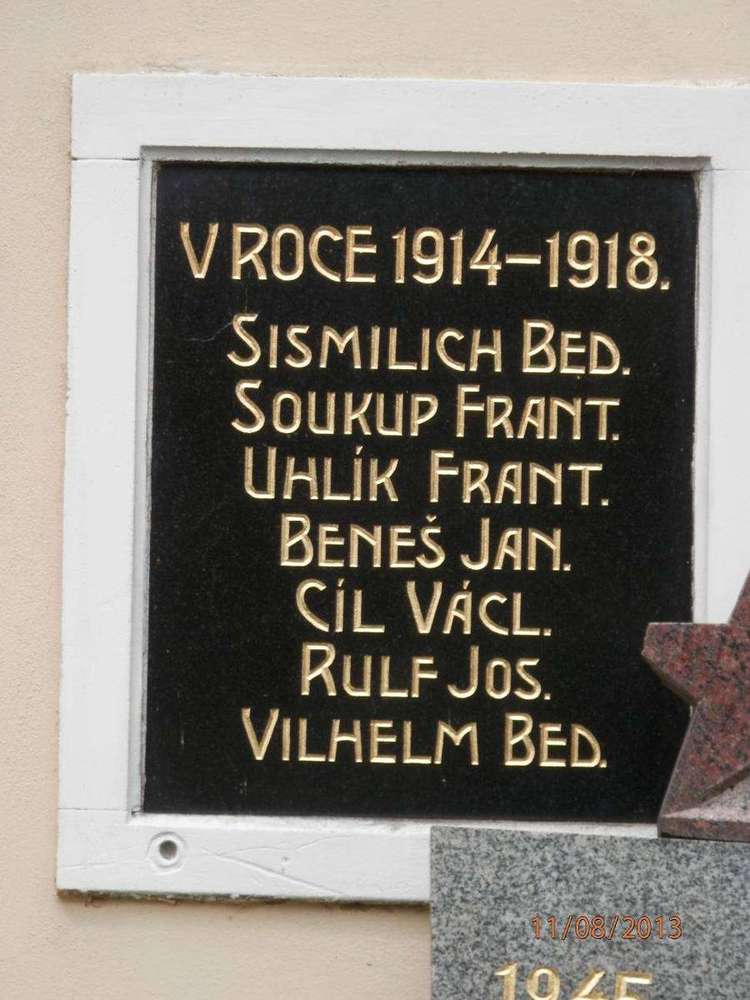 V ROCE 1914–1918.
SISMILICH BED.
SOUKUP FRANT.
UHLÍK FRANT.
BENEŠ JAN.
CÍL VÁCL.
RULF JOS.
VILHELM BED.
11/08/2013
1945